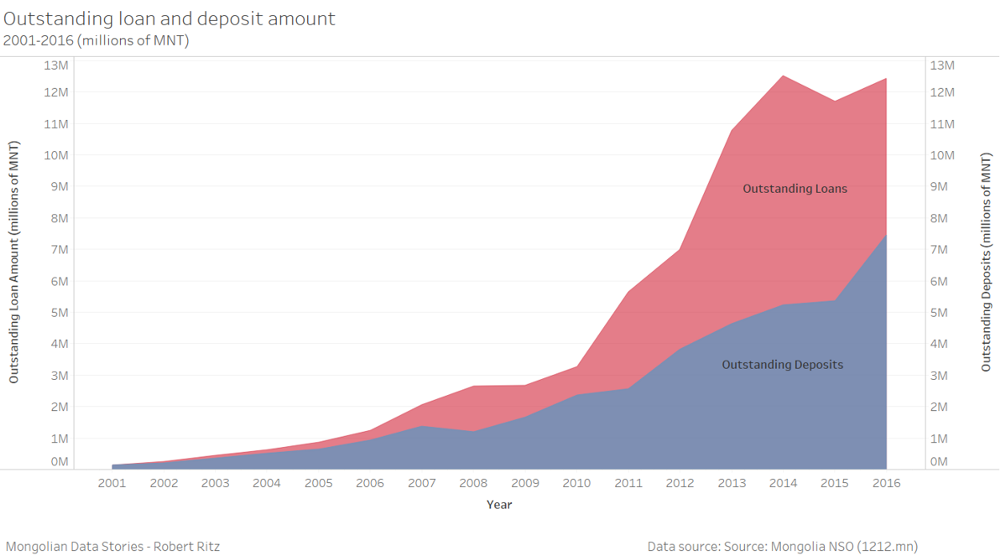 Outstanding loan and deposit amount
2001-2016 (millions of MNT)
Outstanding Loan Amount (millions of MNT)
13M
12M
11M
10M
9M
8M
7M
6M
5M
4M
3M
2M
1M
0M
Outstanding Loans
Outstanding Deposits
13M
12M
11M
10M
9M
8M
7M
6M
5M
4M
3M
2M
1M
0M
Outstanding Deposits (millions of MNT)
2001 2002 2003 2004 2005 2006 2007 2008 2009 2010 2011 2012 2013 2014 2015 2016
Year
Mongolian Data Stories - Robert Ritz
Data source: Source: Mongolia NSO (1212.mn)